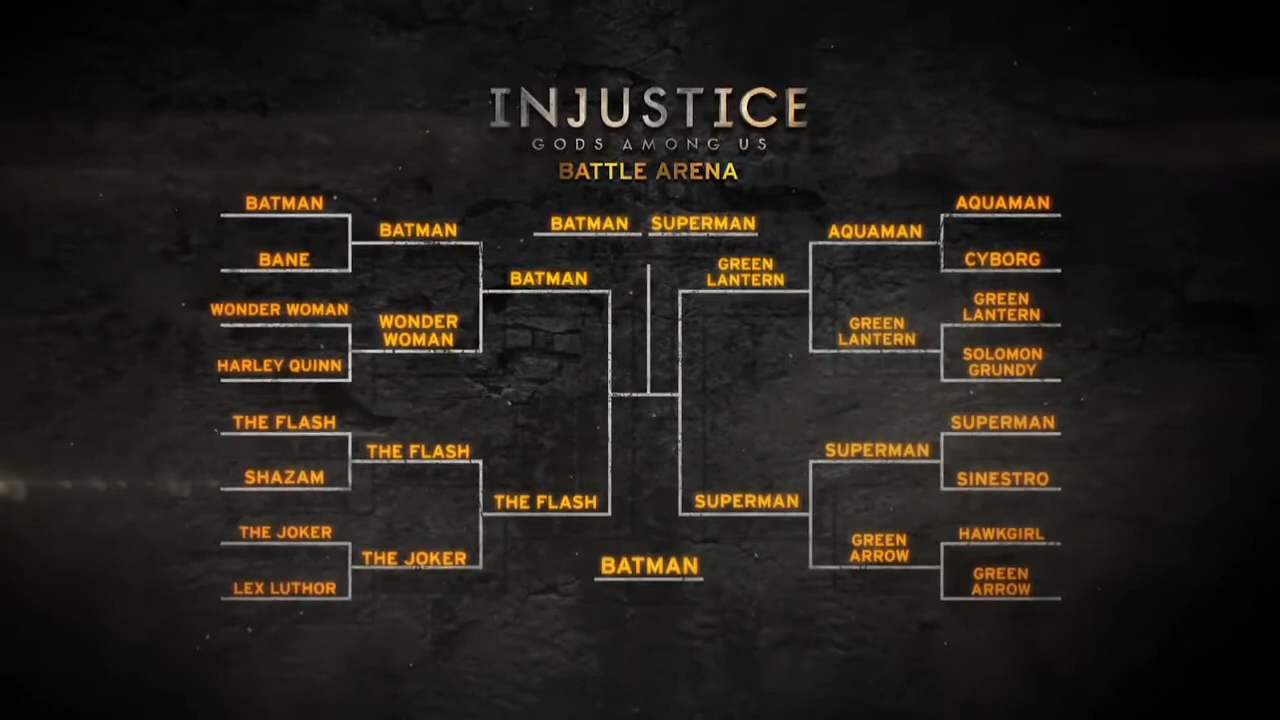 INJUSTICE
GODS AMONG US
BATTLE ARENA
BATMAN
BANE
WONDER WOMAN
HARLEY QUINN
THE FLASH
SHAZAM
THE JOKER
LEX LUTHOR
BATMAN
WONDER
WOMAN
THE FLASH
THE JOKER
BATMAN
THE FLASH
BATMAN
SUPERMAN
BATMAN
GREEN
LANTERN
SUPERMAN
AQUAMAN
GREEN
LANTERN
SUPERMAN
GREEN
ARROW
AQUAMAN
CYBORG
GREEN
LANTERN
SOLOMON
GRUNDY
SUPERMAN
SINESTRO
HAWKGIRL
GREEN
ARROW